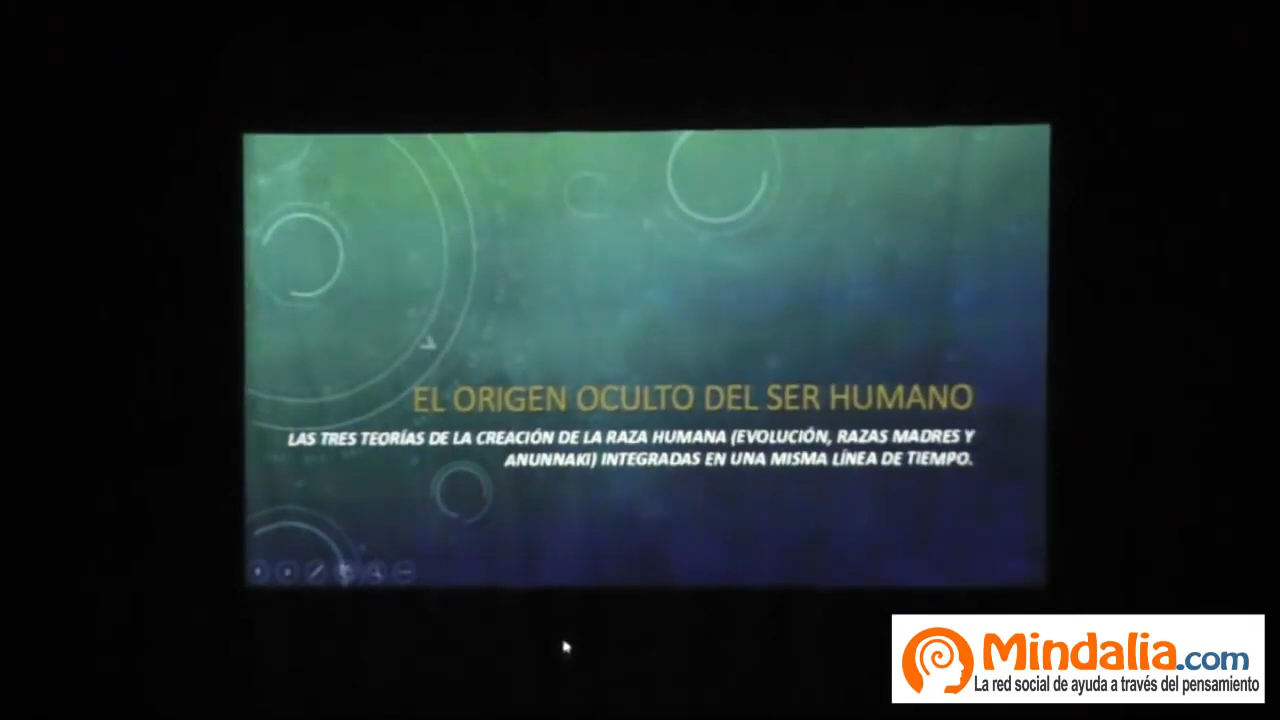 EL ORIGEN OCULTO DEL SER HUMANO
LAS TRES TEORÍAS DE LA CREACIÓN DE LA RAZA HUMANA (EVOLUCIÓN, RAZAS MADRES Y
ANUNNAKI) INTEGRADAS EN UNA MISMA LÍNEA DE TIEMPO.
Mindalia.com
La red social de ayuda a través del pensamiento